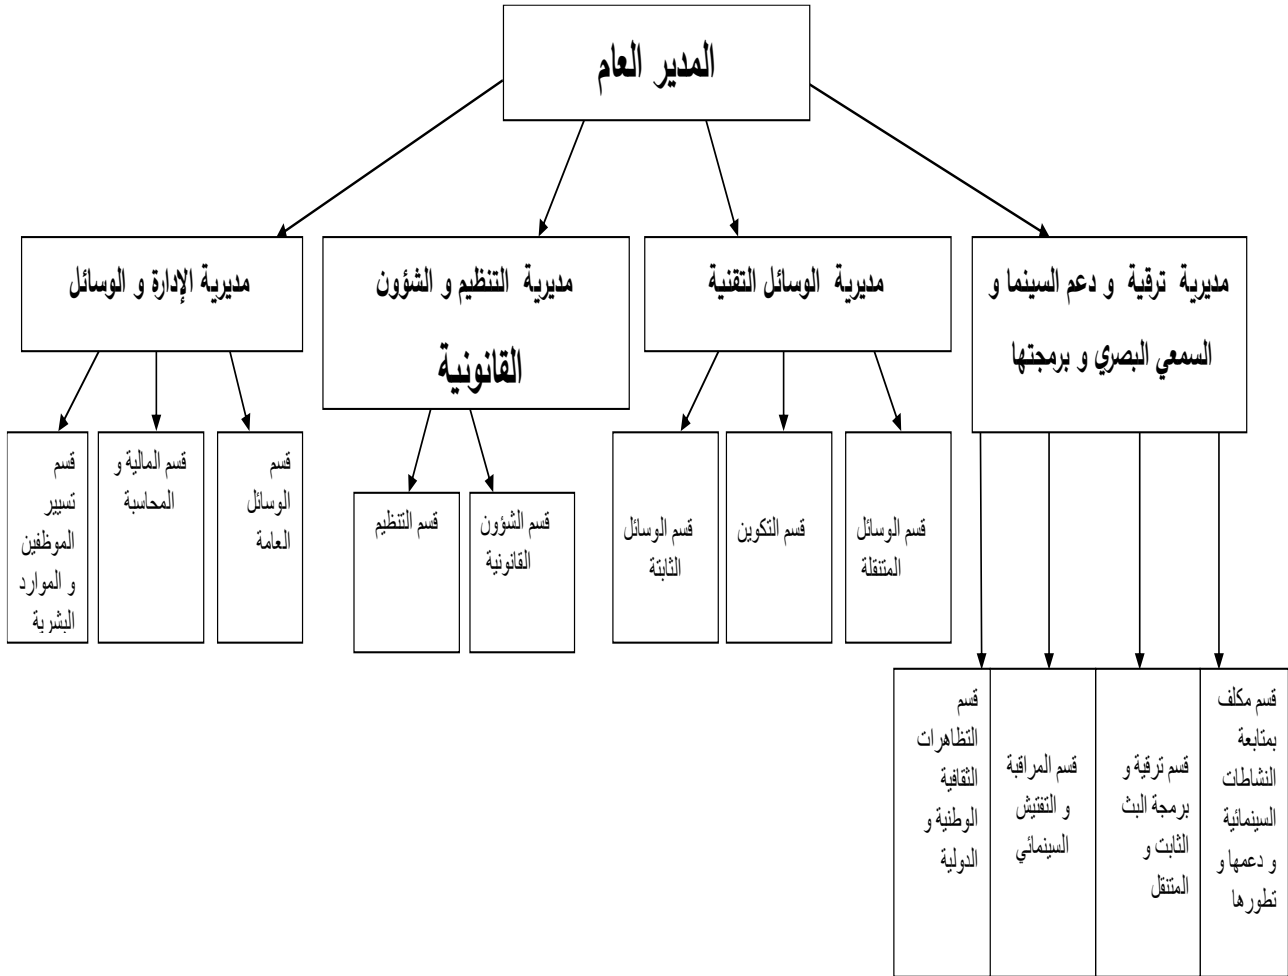 المدير العام
مديرية ترقية و دعم السينما و
السمعي البصري و برمجتها
مديرية الوسائل التقنية
مديرية التنظيم و الشؤون
القانونية
مديرية الإدارة و الوسائل
قسم الوسائل
المتنقلة
قسم التكوين
قسم الوسائل
الثابتة
قسم الشؤون
القانونية
قسم التنظيم
قسم
الوسائل
العامة
قسم المالية و
المحاسبة
قسم
تسيير
الموظفين
و الموارد
البشرية
قسم مكلف
بمتابعة
النشاطات
السينمائية
و دعمها و
تطورها
قسم ترقية و
برمجة البث
الثابت و
المتنقل
قسم المراقبة
و التفتيش
السينمائي
قسم
التظاهرات
الثقافية
الوطنية و
الدولية